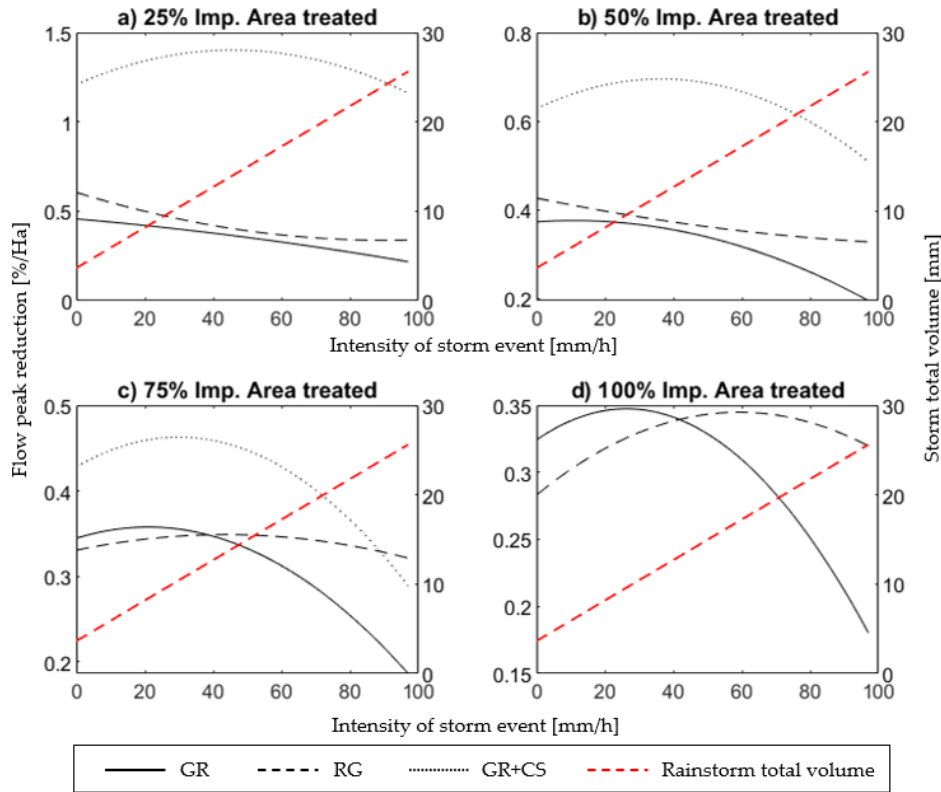 a) 25% Imp. Area treated
b) 50% Imp. Area treated
1.5
1
0.5
0
30
20
10
0
0 20 40 60 80 100
0.8
0.6
0.4
0.2
30
20
10
0
0 20 40 60 80 100
Intensity of storm event [mm/h]
Flow peak reduction [%/Ha]
Storm total volume [mm]
c) 75% Imp. Area treated
d) 100% Imp. Area treated
0.5
0.4
0.3
0.2
30
20
10
0
0 20 40 60 80 100
0.35
0.3
0.25
0.2
0.15
30
20
10
0
0 20 40 60 80 100
Intensity of storm event [mm/h]
GR RG GR+CS Rainstorm total volume